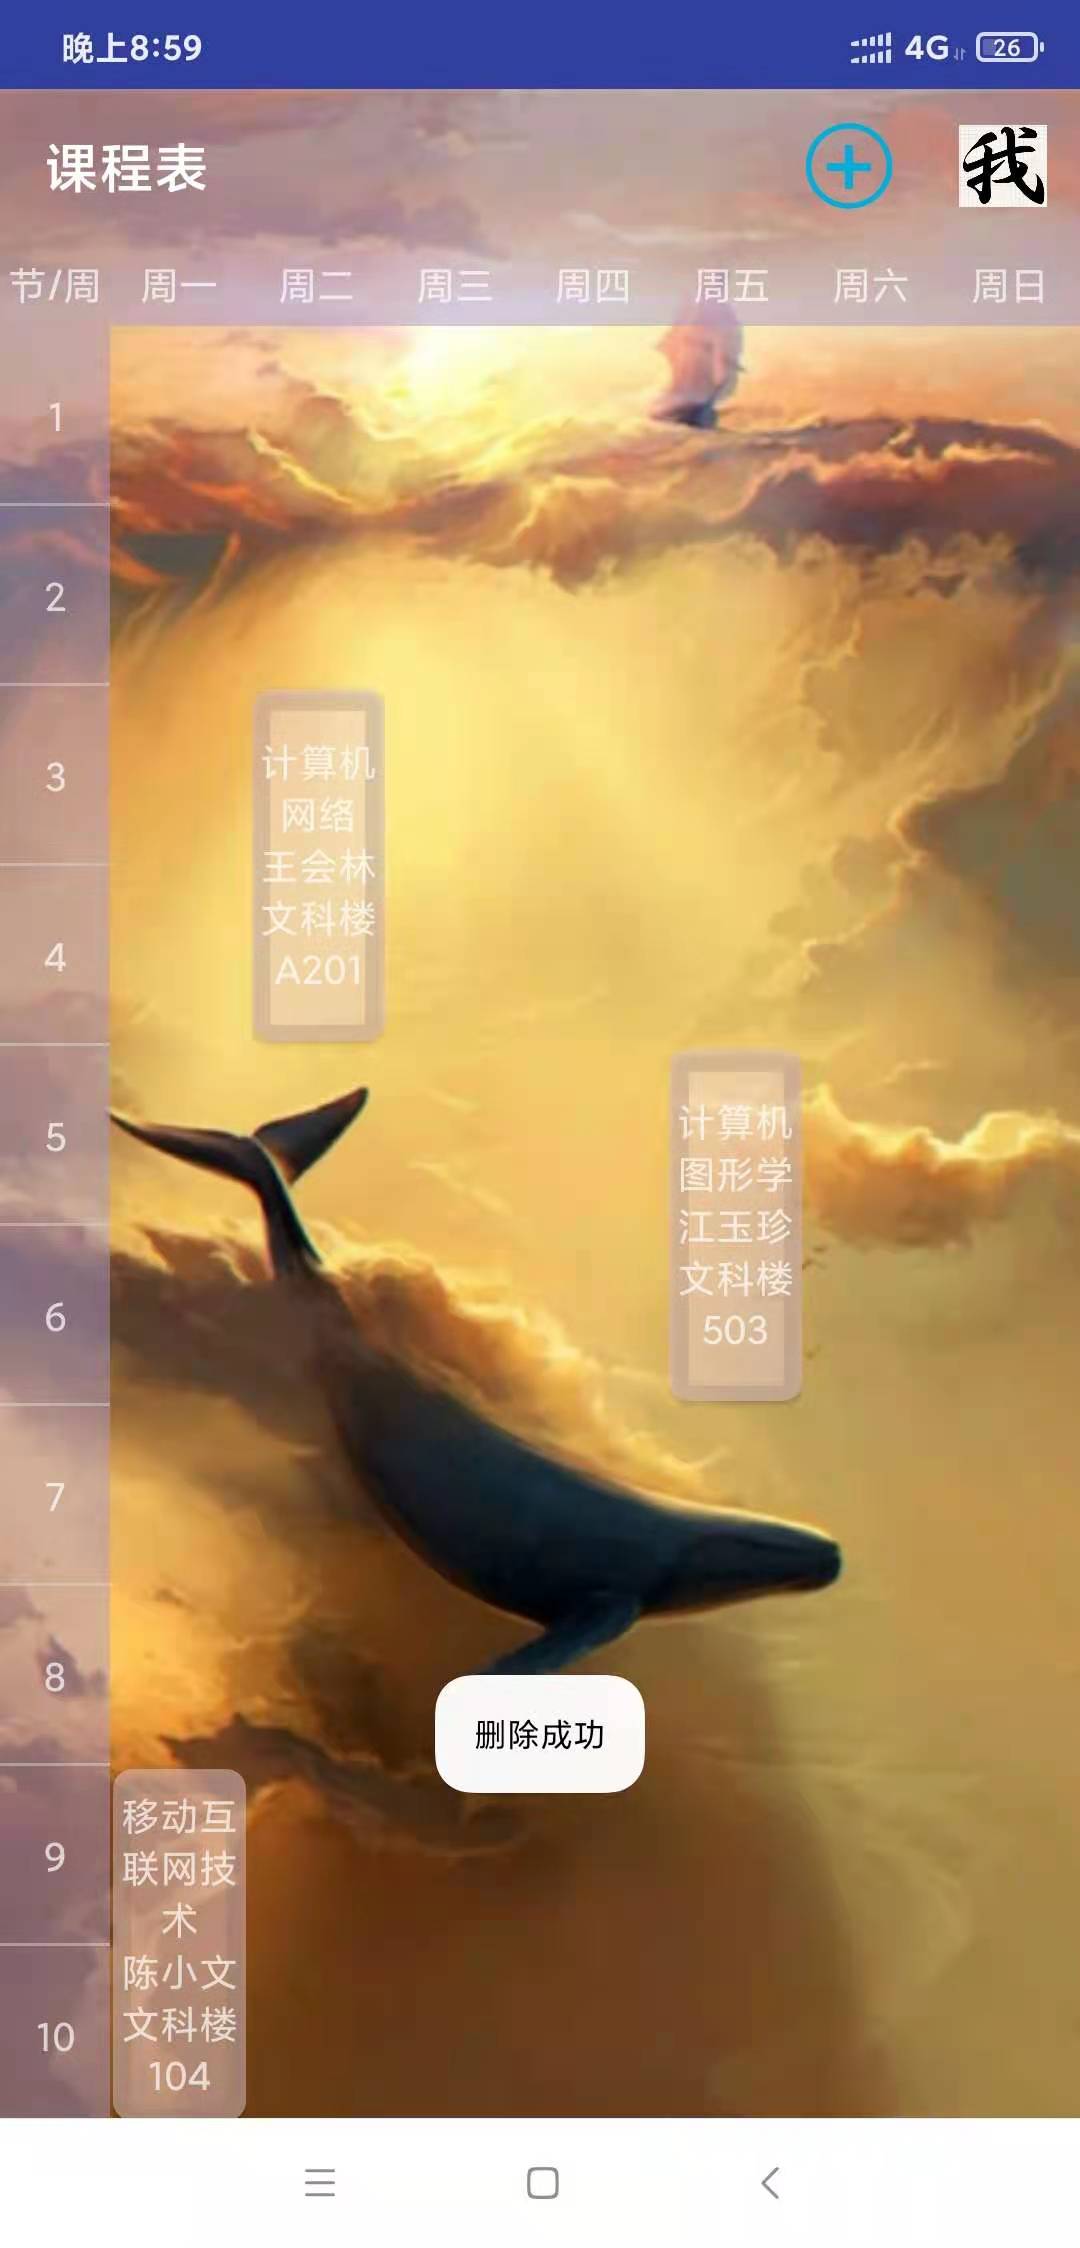 晚上8:59 4G 26
课程表 我
节/周 周一 周二 周三 周四 周五 周六 周日
1
2
3
计算机
网络
王会林
文科楼
A201
4
5
计算机
图形学
江玉珍
文科楼
503
6
7
8
删除成功
9
移动互
联网技
术
陈小文
文科楼
104
10